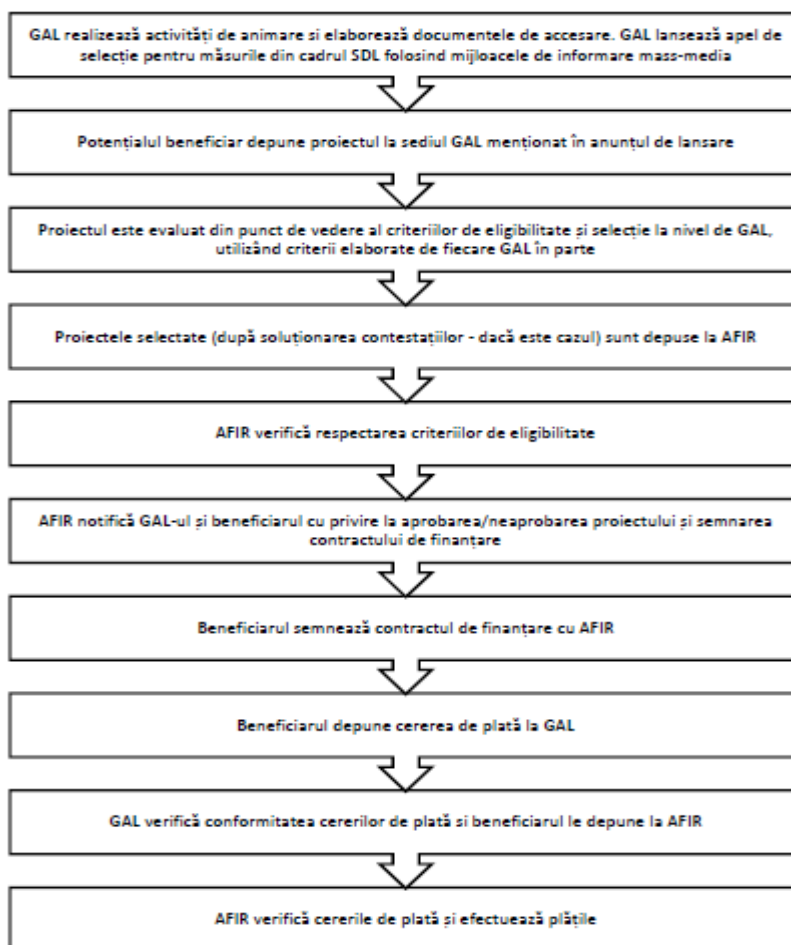 GAL realizează activități de animare si elaborează documentele de accesare. GAL lansează apel de
selecție pentru măsurile din cadrul SDL folosind mijloacele de informare mass-media
Potențialul beneficiar depune proiectul la sediul GAL menționat în anunțul de lansare
Proiectul este evaluat din punct de vedere al criteriilor de eligibilitate și selecție la nivel de GAL,
utilizând criterii elaborate de fiecare GAL în parte
Proiectele selectate (după soluționarea contestațiilor - dacă este cazul) sunt depuse la AFIR
AFIR verifică respectarea criteriilor de eligibilitate
AFIR notifică GAL-ul și beneficiarul cu privire la aprobarea/neaprobarea proiectului și semnarea
contractului de finanțare
Beneficiarul semnează contractul de finanțare cu AFIR
Beneficiarul depune cererea de plată la GAL
GAL verifică conformitatea cererilor de plată si beneficiarul le depune la AFIR
AFIR verifică cererile de plată și efectuează plățile